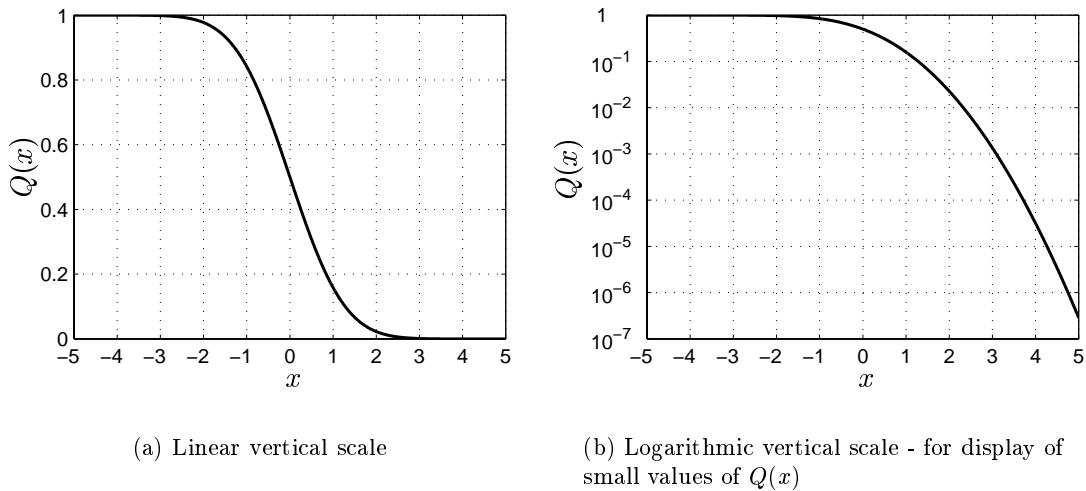 1
0.8
0.6
0.4
0.2
0
Q(x)
−5 −4 −3 −2 −1 0 1 2 3 4 5
x
(a) Linear vertical scale
1
10⁻¹
10⁻²
10⁻³
10⁻⁴
10⁻⁵
10⁻⁶
10⁻⁷
Q(x)
−5 −4 −3 −2 −1 0 1 2 3 4 5
x
(b) Logarithmic vertical scale - for display of
small values of Q(x)